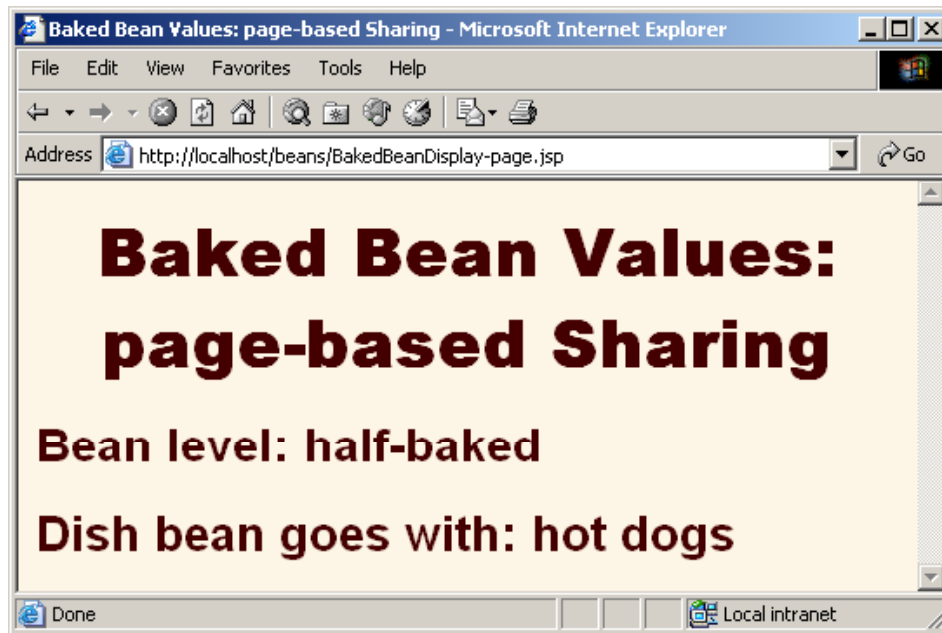 Baked Bean Values: page-based Sharing - Microsoft Internet Explorer
File Edit View Favorites Tools Help
Address http://localhost/beans/BakedBeanDisplay-page.jsp Go
Baked Bean Values:
page-based Sharing
Bean level: half-baked
Dish bean goes with: hot dogs
Done Local intranet